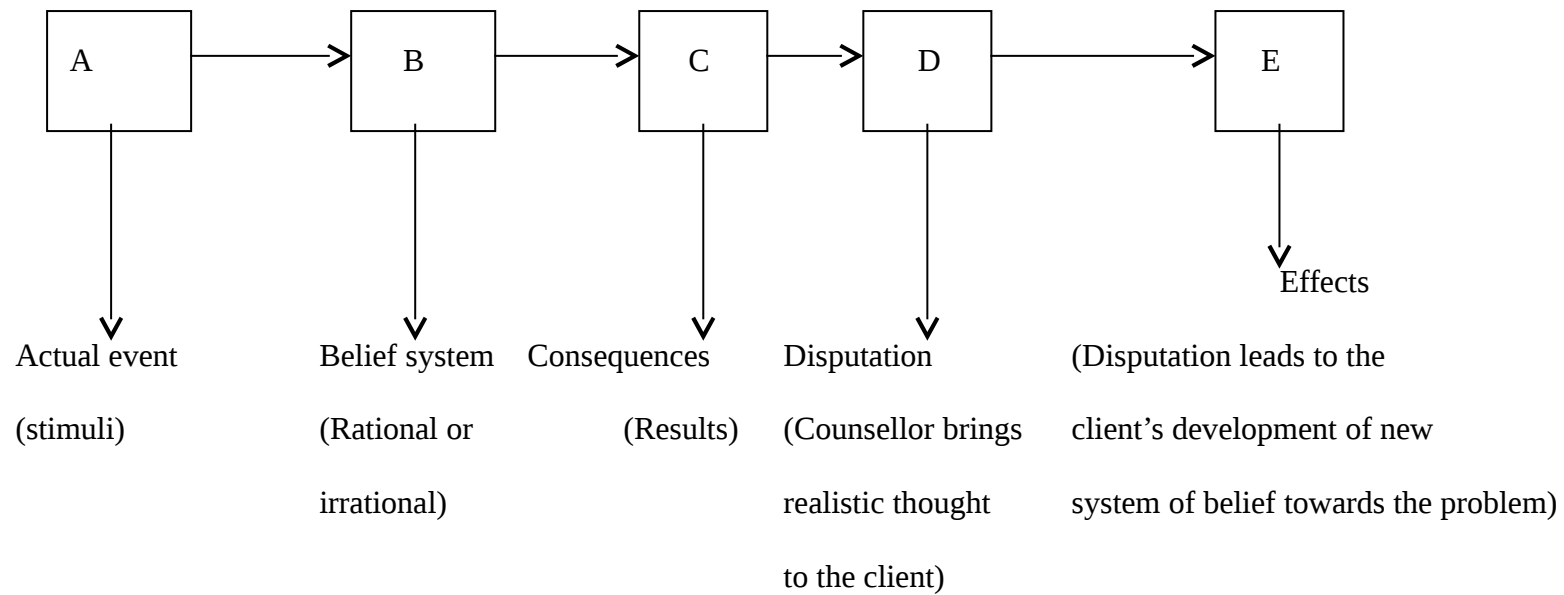 A B C D E
Effects
Actual event Belief system Consequences Disputation (Disputation leads to the
(stimuli) (Rational or (Results) (Counsellor brings client’s development of new
irrational) realistic thought system of belief towards the problem)
to the client)